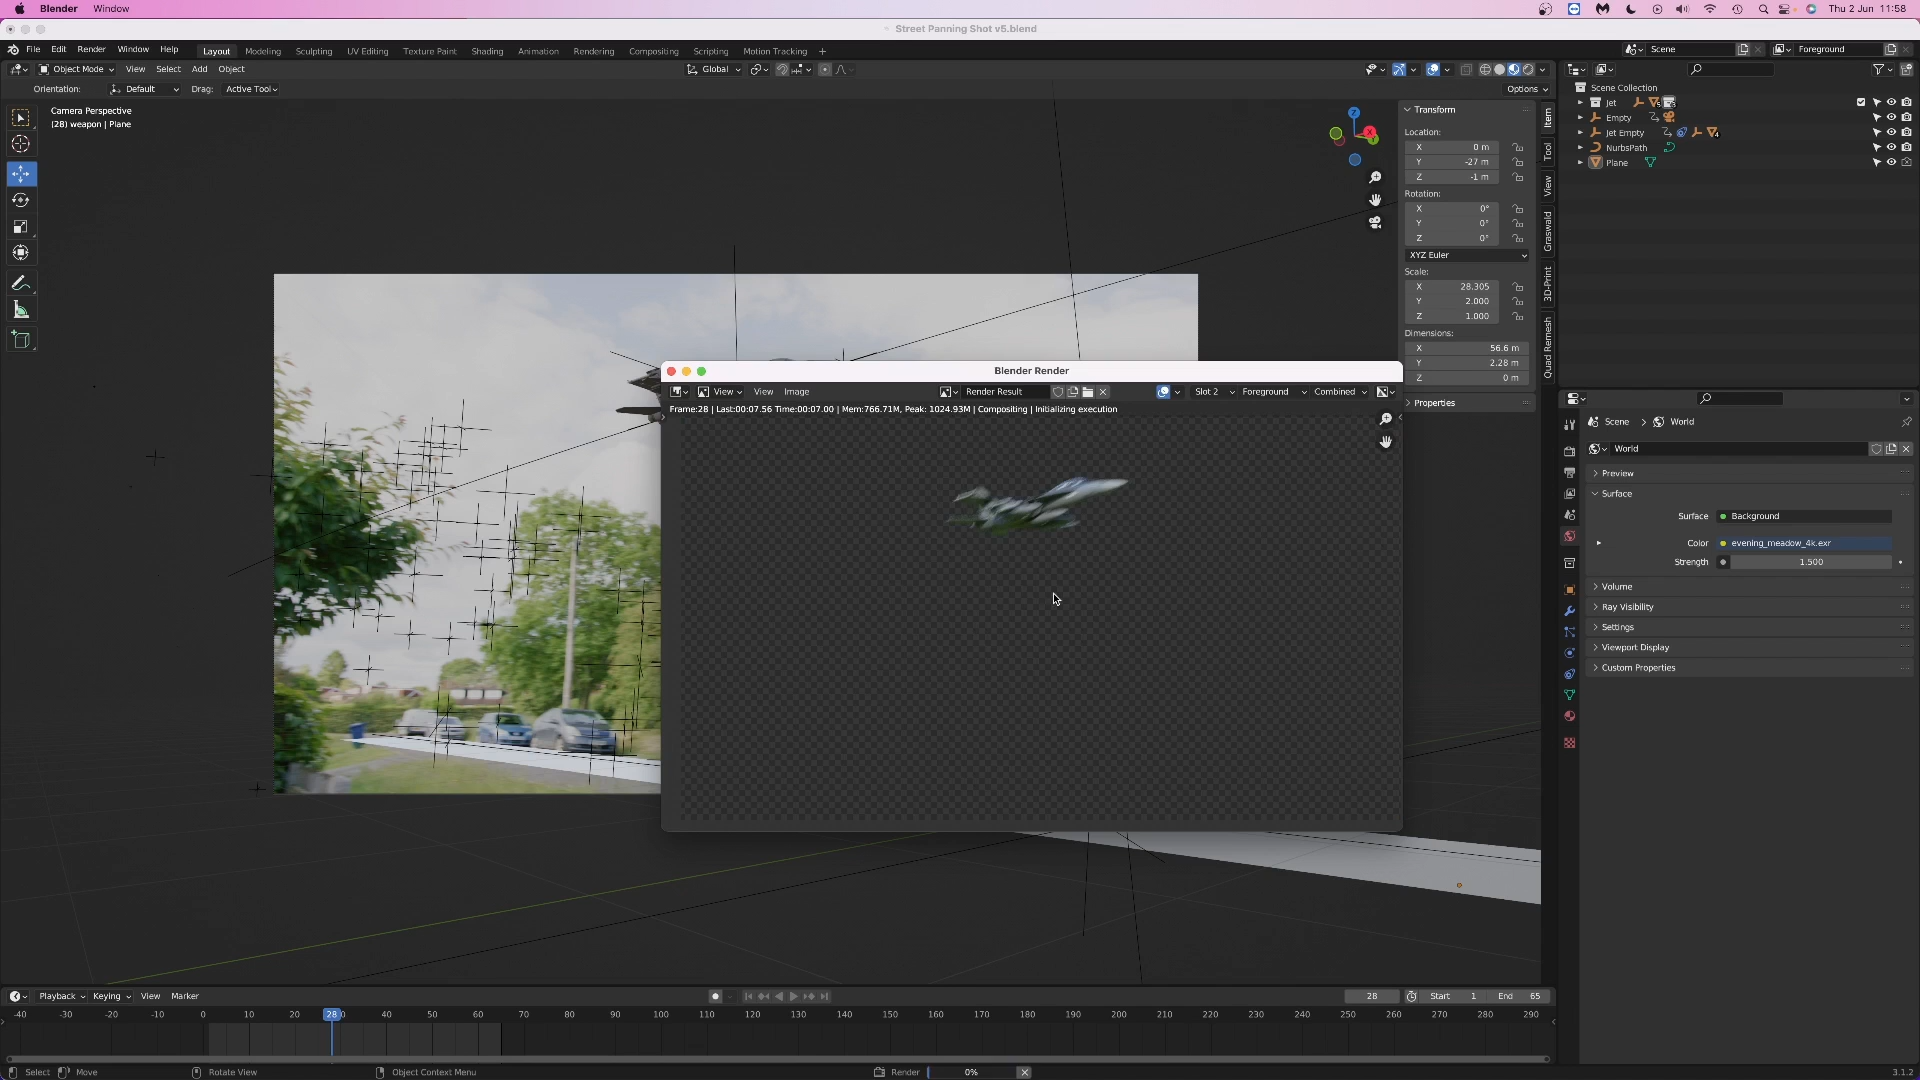 Blender Window Thu 2 Jun 11:58
Street Panning Shot v5.blend
File Edit Render Window Help Layout Modeling Sculpting UV Editing Texture Paint Shading Animation Rendering Compositing Scripting Motion Tracking + Scene Foreground
Object Mode View Select Add Object Global
Orientation: Default Drag: Active Tool Options
Camera Perspective
(28) weapon | Plane
Transform
Location:
X 0 m
Y -27 m
Z -1 m
Rotation:
X 0°
Y 0°
Z 0°
XYZ Euler
Scale:
X 28.305
Y 2.000
Z 1.000
Dimensions:
X 56.6 m
Y 2.28 m
Z 0 m
Properties
Item
Tool
View
Graswald
3D-Print
Quad Remesh
Z
X
Y
Scene Collection
Jet
Empty
Jet Empty
NurbsPath
Plane
Blender Render
View View Image Render Result Slot 2 Foreground Combined
Frame:28 | Last:00:07.56 Time:00:07.00 | Mem:766.71M, Peak: 1024.93M | Compositing | Initializing execution
Scene World
World
Preview
Surface
Surface Background
Color evening_meadow_4k.exr
Strength 1.500
Volume
Ray Visibility
Settings
Viewport Display
Custom Properties
Playback Keying View Marker 28 Start 1 End 65
-40 -30 -20 -10 0 10 20 28 40 50 60 70 80 90 100 110 120 130 140 150 160 170 180 190 200 210 220 230 240 250 260 270 280 290
Select Move Rotate View Object Context Menu Render 0% 3.1.2